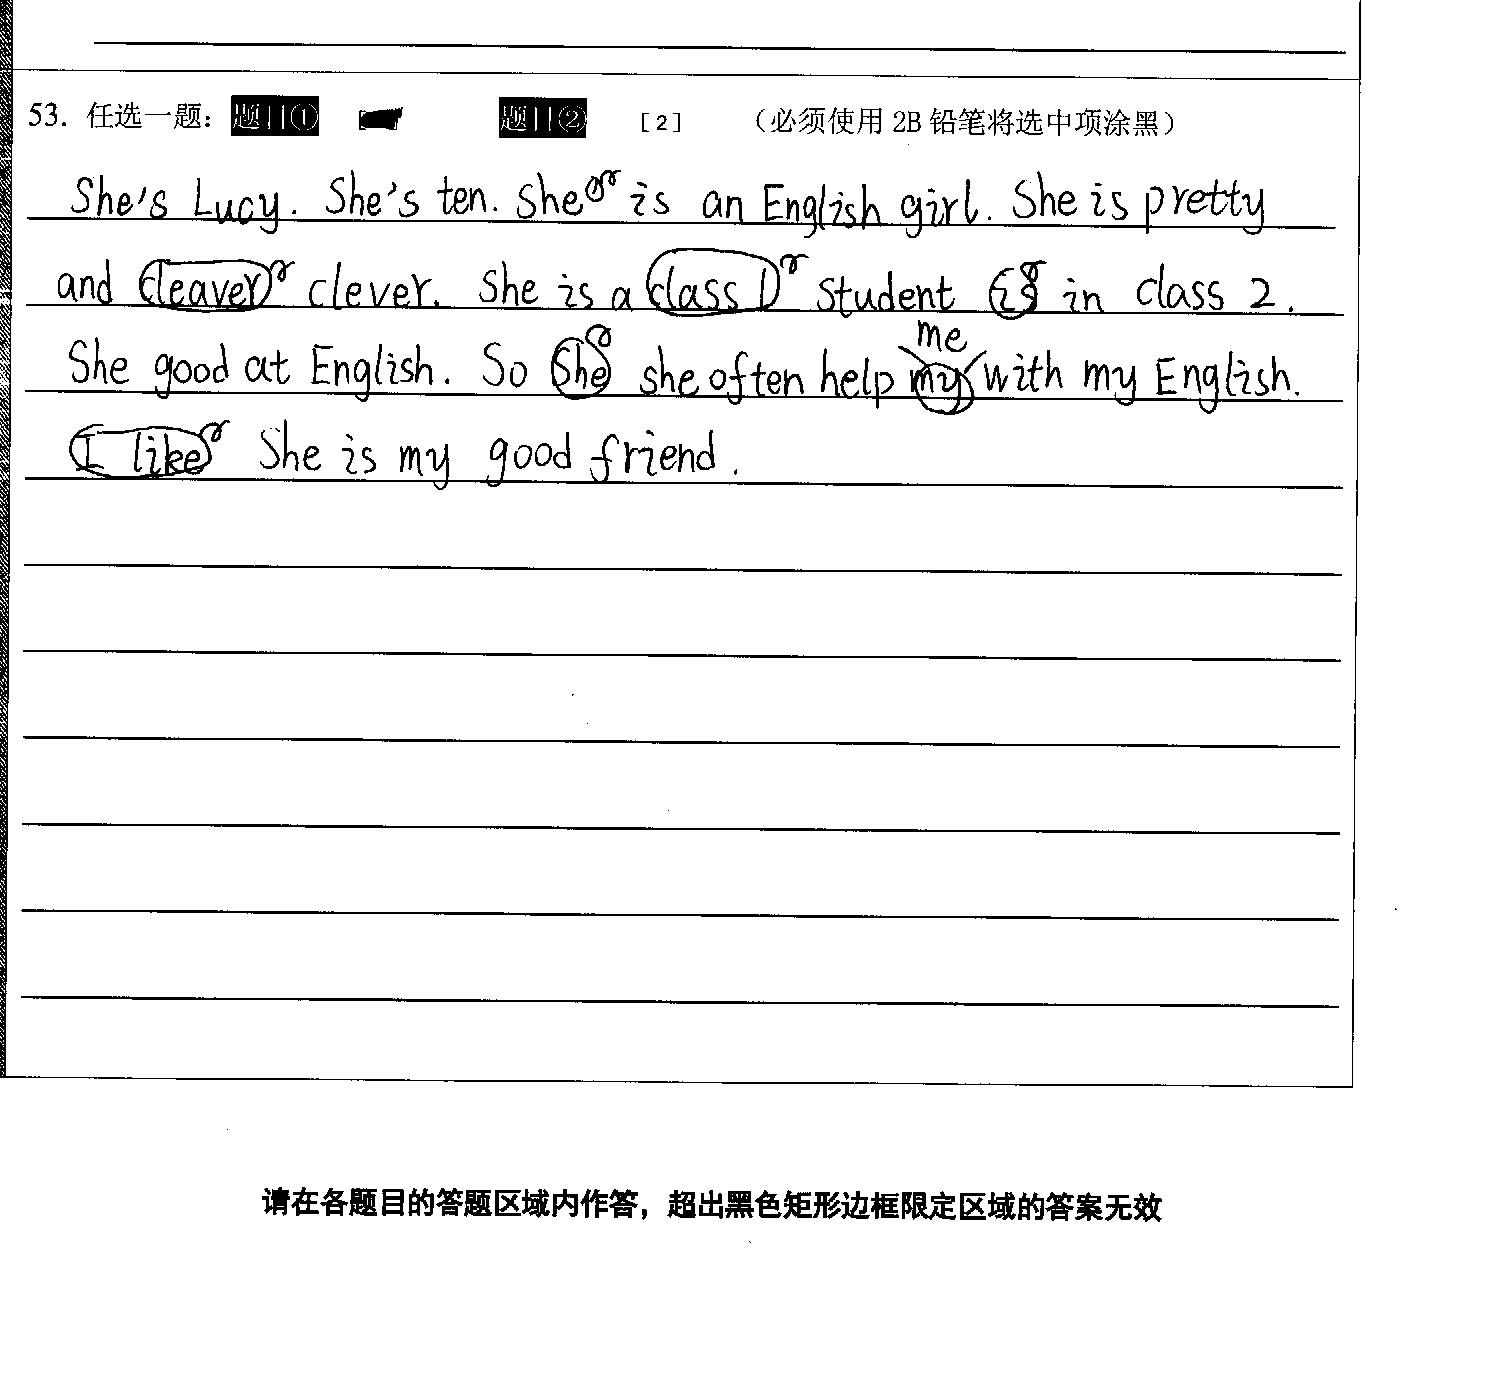 53. 任选一题： 题目① 题目② [2] （必须使用 2B 铅笔将选中项涂黑）
She's Lucy. She's ten. She is an English girl. She is pretty
and cleaver clever. She is a class 1 student is in class 2.
me
She good at English. So she she often help my with my English.
I like She is my good friend.
请在各题目的答题区域内作答，超出黑色矩形边框限定区域的答案无效